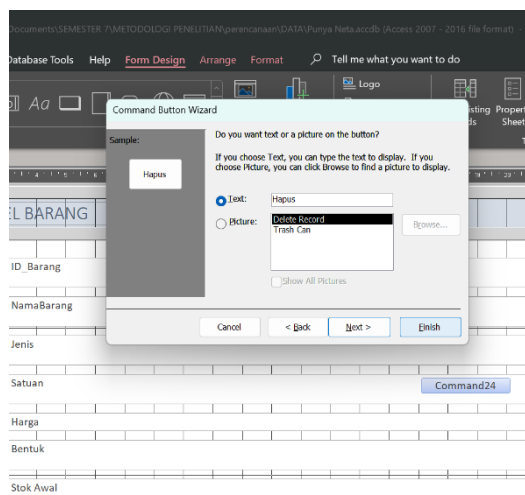 Documents\SEMESTER 7\METODOLOGI PENELITIAN\perencanaan\DATA\Punya Neta.accdb (Access 2007 - 2016 file format)
Database Tools Help Form Design Arrange Format Tell me what you want to do
Aa
Logo
Sheet
Command Button Wizard
Sample:
Hapus
Do you want text or a picture on the button?
If you choose Text, you can type the text to display. If you
choose Picture, you can click Browse to find a picture to display.
Text:
Hapus
Picture:
Delete Record
Trash Can
Browse...
Show All Pictures
Cancel
< Back
Next >
Finish
EL BARANG
ID_Barang
NamaBarang
Jenis
Satuan
Command24
Harga
Bentuk
Stok Awal